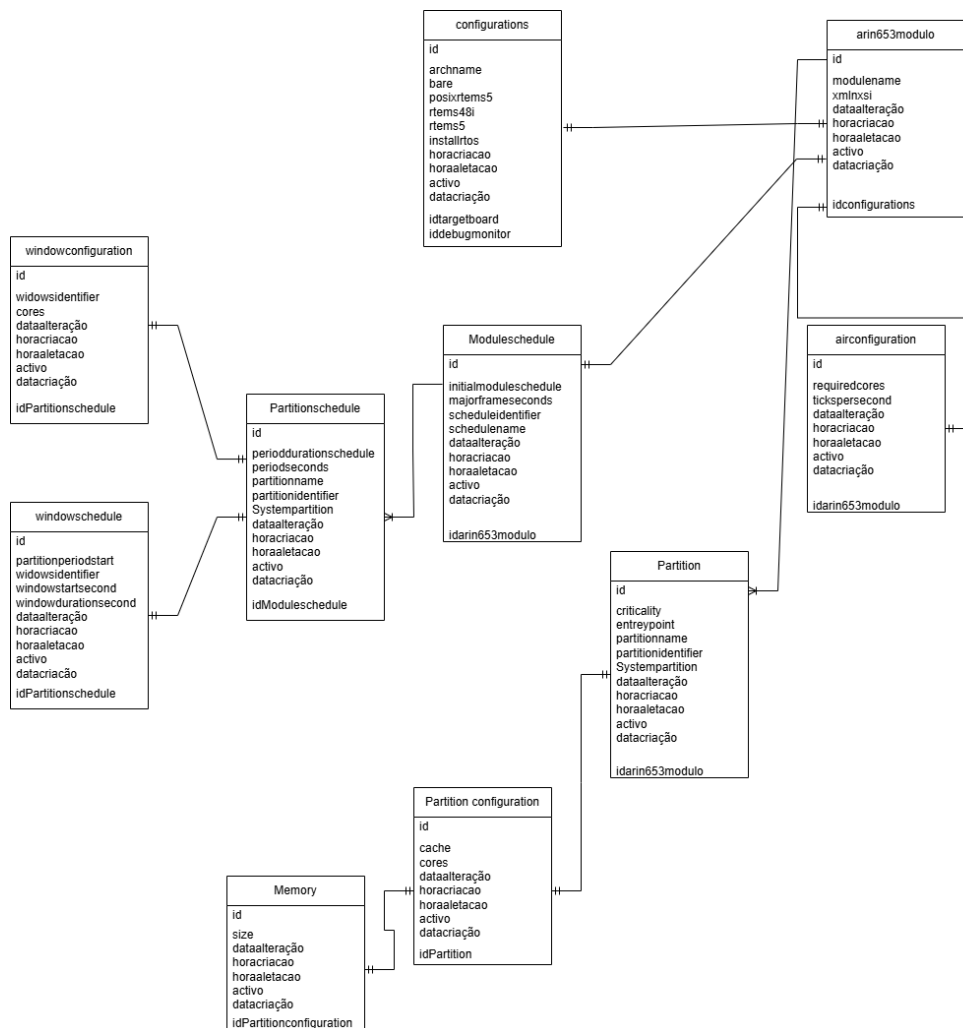 configurations
id
archname
bare
posixrtems5
rtems48i
rtems5
installrtos
horacriacao
horaaletacao
activo
datacriação
idtargetboard
iddebugmonitor
arin653modulo
id
modulename
xmlnxsi
dataalteração
horacriacao
horaaletacao
activo
datacriação
idconfigurations
windowconfiguration
id
widowsidentifier
cores
dataalteração
horacriacao
horaaletacao
activo
datacriação
idPartitionschedule
Moduleschedule
id
initialmoduleschedule
majorframeseconds
scheduleidentifier
schedulename
dataalteração
horacriacao
horaaletacao
activo
datacriação
idarin653modulo
airconfiguration
id
requiredcores
tickspersecond
dataalteração
horacriacao
horaaletacao
activo
datacriação
idarin653modulo
Partitionschedule
id
perioddurationschedule
periodseconds
partitionname
partitionidentifier
Systempartition
dataalteração
horacriacao
horaaletacao
activo
datacriação
idModuleschedule
windowschedule
id
partitionperiodstart
widowsidentifier
windowstartsecond
windowdurationsecond
dataalteração
horacriacao
horaaletacao
activo
datacriacão
idPartitionschedule
Partition
id
criticality
entreypoint
partitionname
partitionidentifier
Systempartition
dataalteração
horacriacao
horaaletacao
activo
datacriação
idarin653modulo
Partition configuration
id
cache
cores
dataalteração
horacriacao
horaaletacao
activo
datacriação
idPartition
Memory
id
size
dataalteração
horacriacao
horaaletacao
activo
datacriação
idPartitionconfiguration